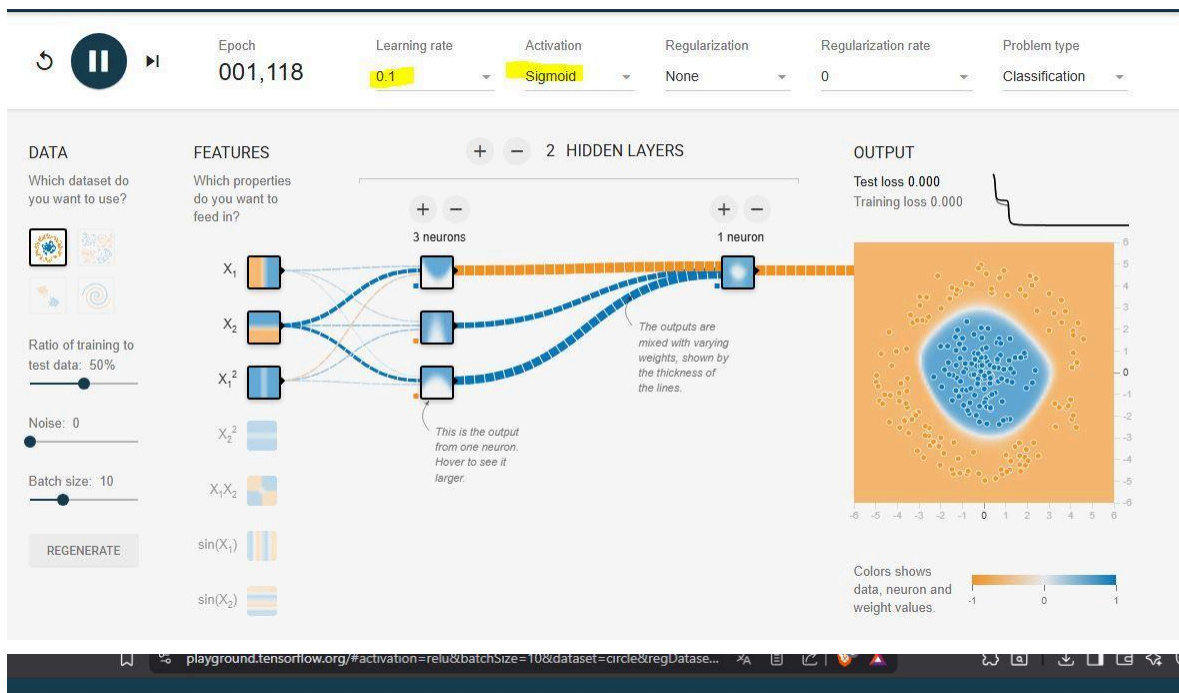 Epoch
001,118
Learning rate
0.1
Activation
Sigmoid
Regularization
None
Regularization rate
0
Problem type
Classification
DATA
Which dataset do
you want to use?
Ratio of training to
test data: 50%
Noise: 0
Batch size: 10
REGENERATE
FEATURES
Which properties
do you want to
feed in?
X₁
X₂
X₁²
X₂²
X₁X₂
sin(X₁)
sin(X₂)
+ − 2 HIDDEN LAYERS
+ −
3 neurons
+ −
1 neuron
The outputs are
mixed with varying
weights, shown by
the thickness of
the lines.
This is the output
from one neuron.
Hover to see it
larger.
OUTPUT
Test loss 0.000
Training loss 0.000
6
5
4
3
2
1
0
-1
-2
-3
-4
-5
-6
-6 -5 -4 -3 -2 -1 0 1 2 3 4 5 6
Colors shows
data, neuron and
weight values.
-1 0 1
playground.tensorflow.org/#activation=relu&batchSize=10&dataset=circle&regDatase...